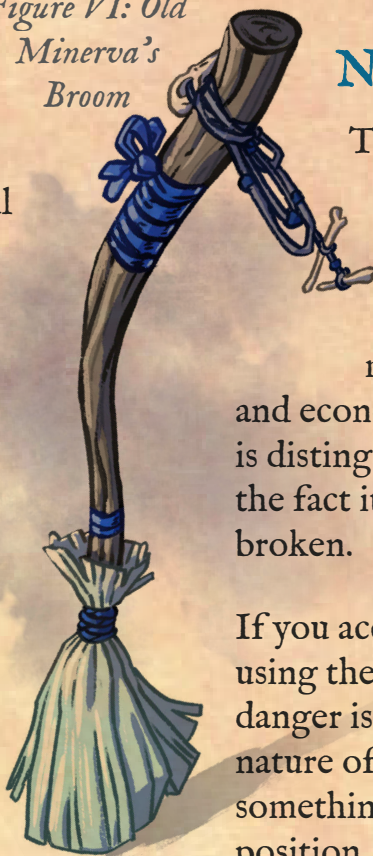 Figure VI: Old
Minerva's
Broom
and econ
is disting
the fact it
broken.
If you acc
using the
danger is
nature of
somethin
position